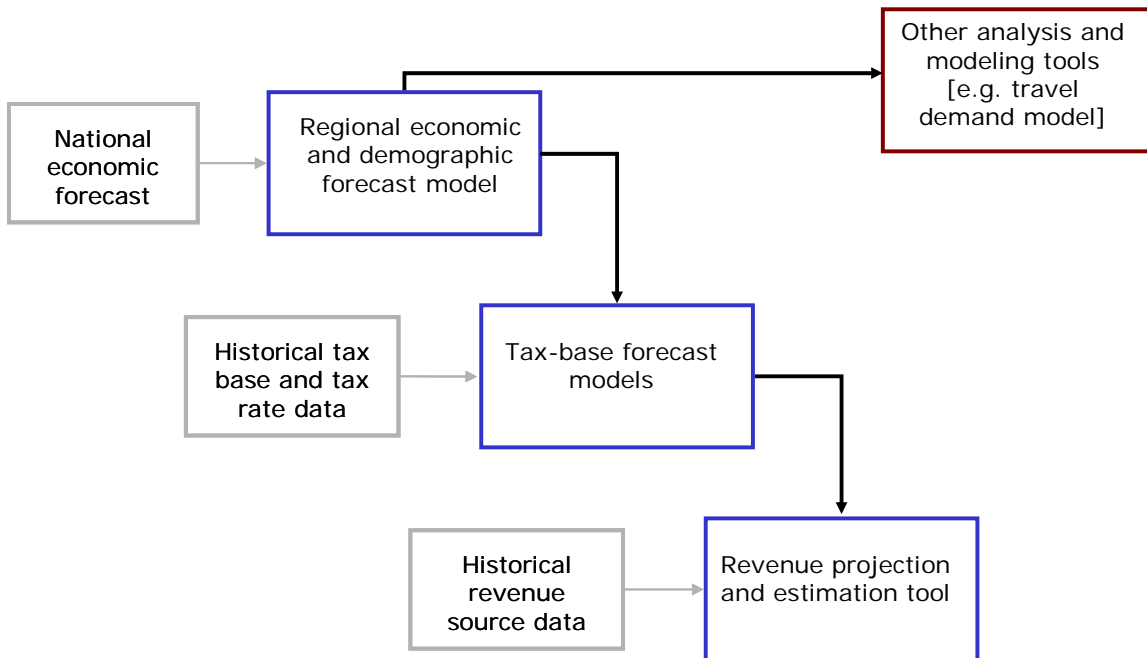 Other analysis and
modeling tools
[e.g. travel
demand model]
National
economic
forecast
Regional economic
and demographic
forecast model
Historical tax
base and tax
rate data
Tax-base forecast
models
Historical
revenue
source data
Revenue projection
and estimation tool